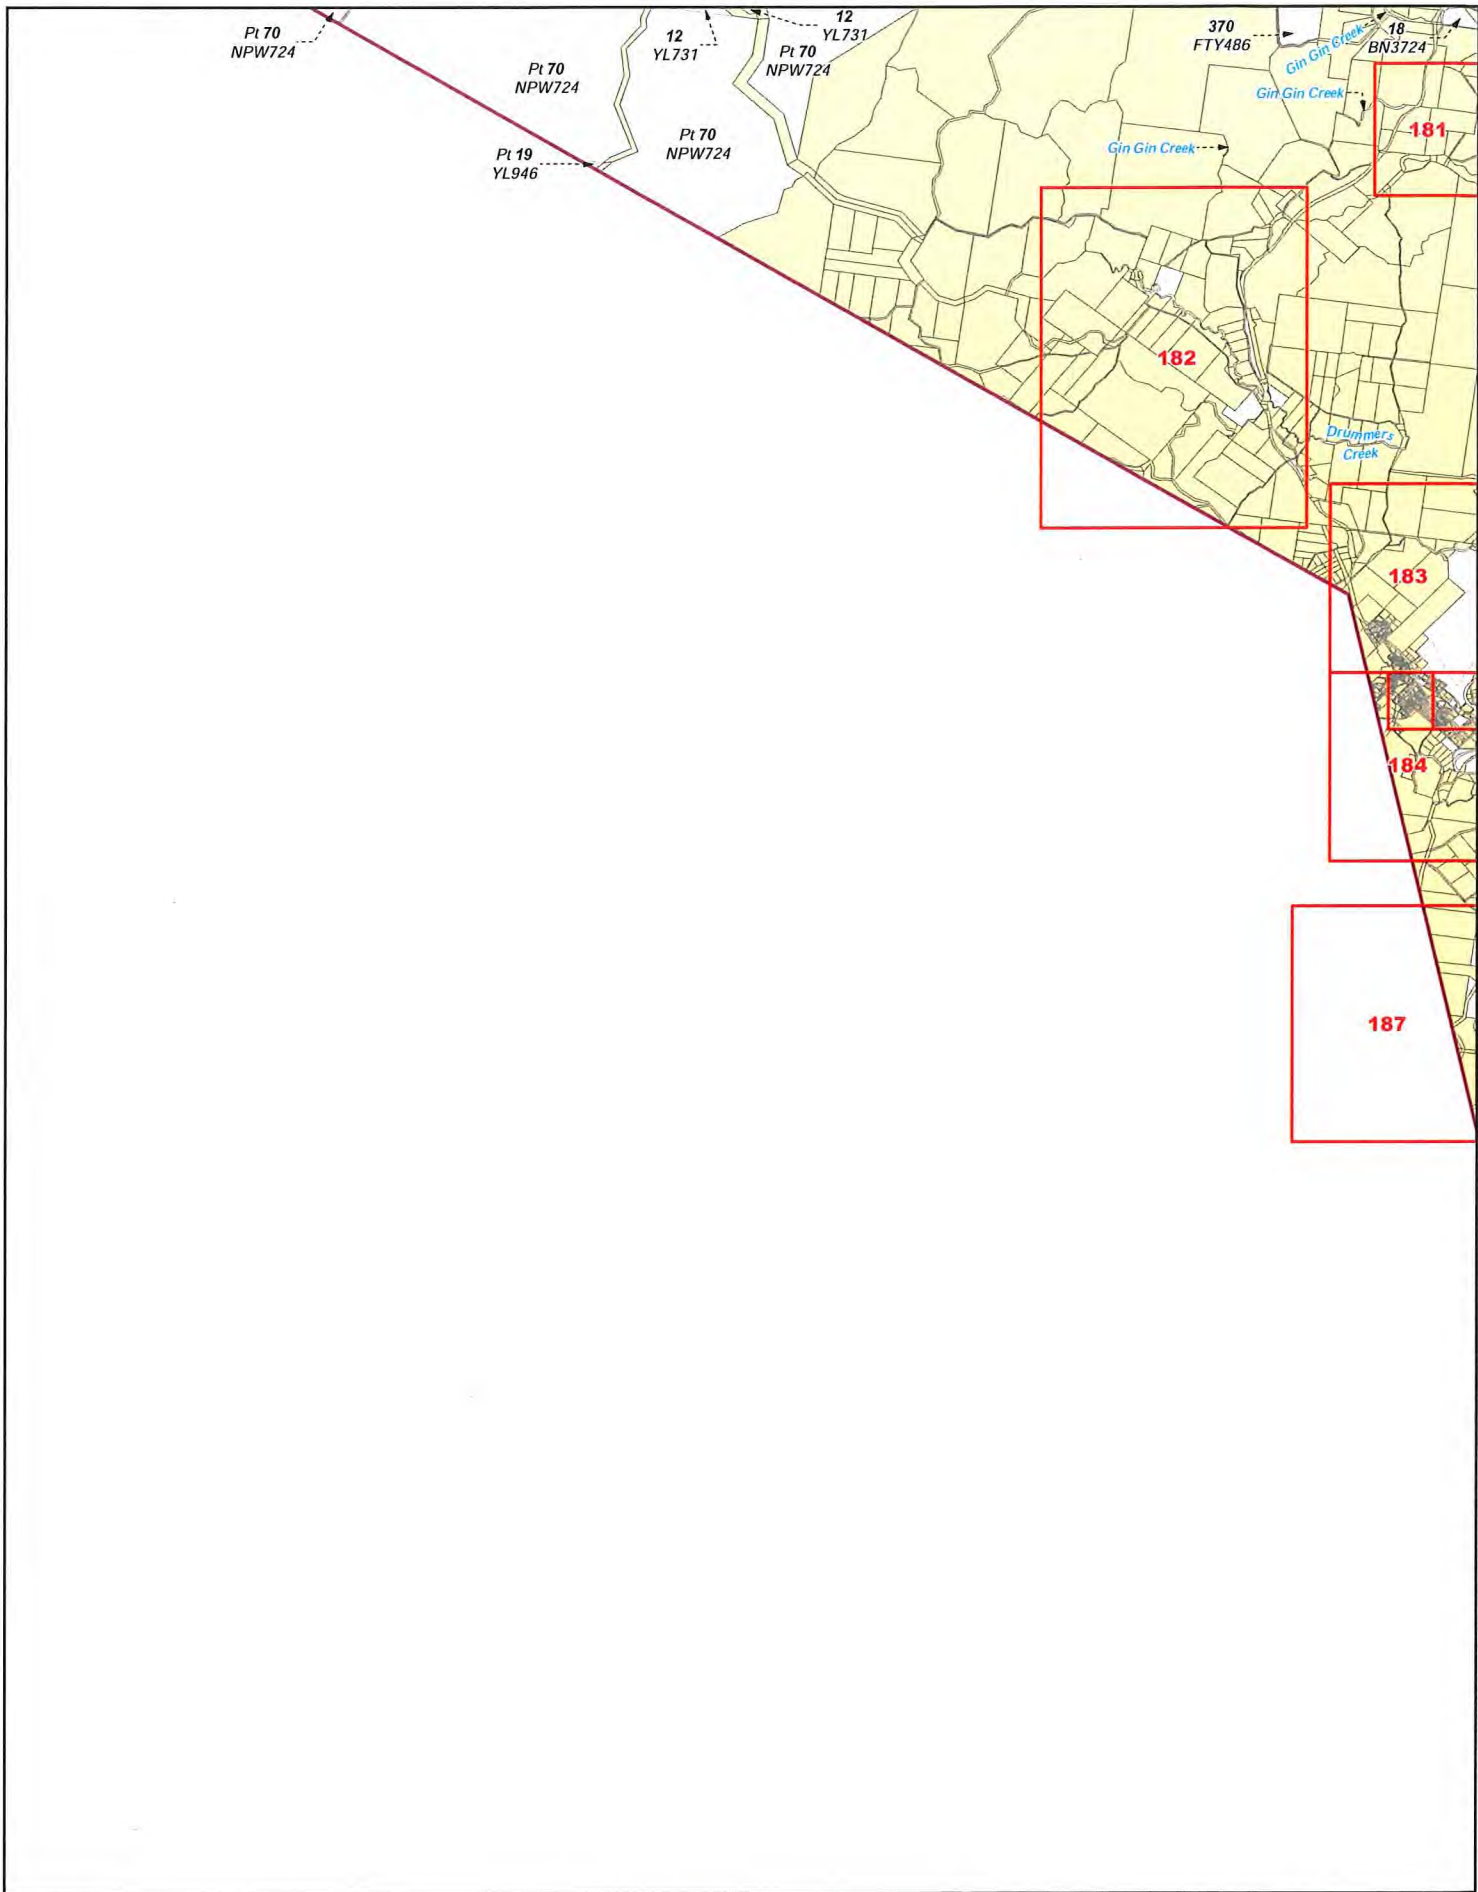 Pt 70
NPW724
12
YL731
12
YL731
Pt 70
NPW724
370
FTY486
Gin Gin Creek
18
BN3724
Pt 70
NPW724
Gin Gin Creek
181
Pt 70
NPW724
Pt 19
YL946
Gin Gin Creek
182
Drummers
Creek
183
184
187